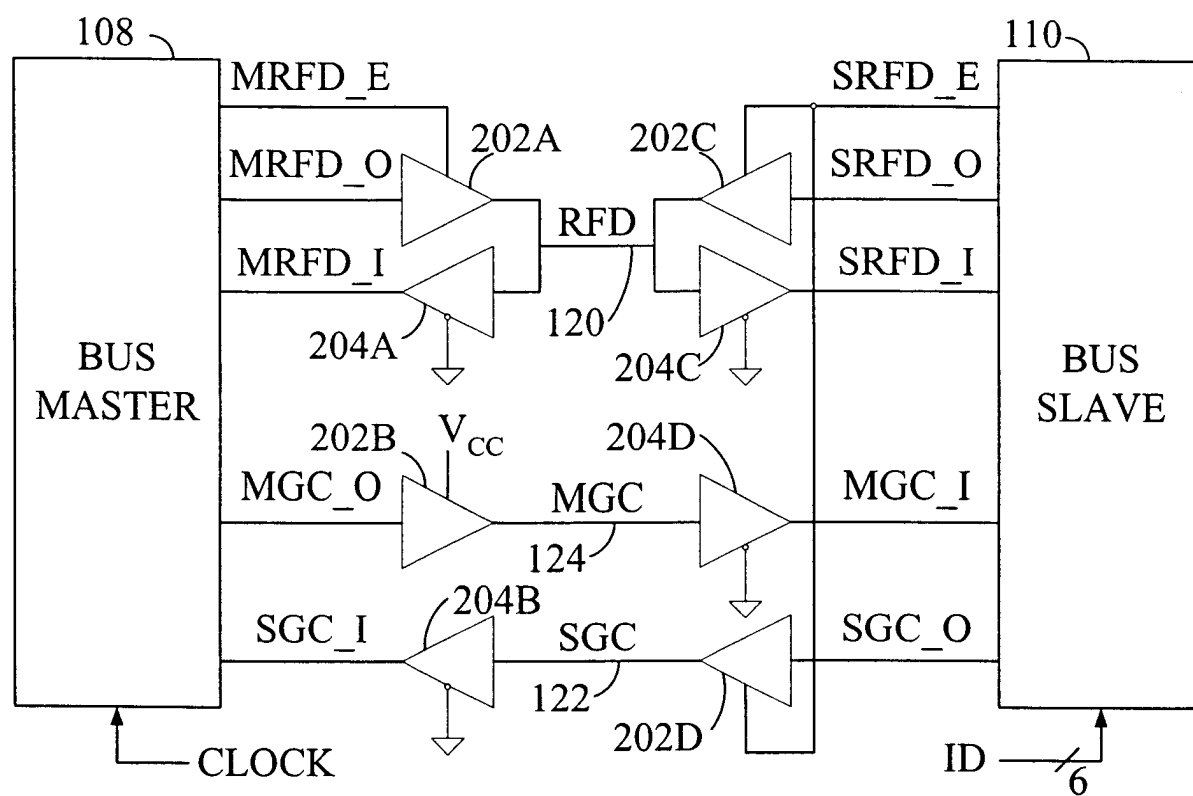 108
110
MRFD_E
SRFD_E
202A
202C
MRFD_O
SRFD_O
RFD
MRFD_I
SRFD_I
120
204A
204C
BUS
MASTER
BUS
SLAVE
202B
VCC
204D
MGC_O
MGC
MGC_I
124
204B
SGC_I
SGC
SGC_O
122
202D
CLOCK
ID
6